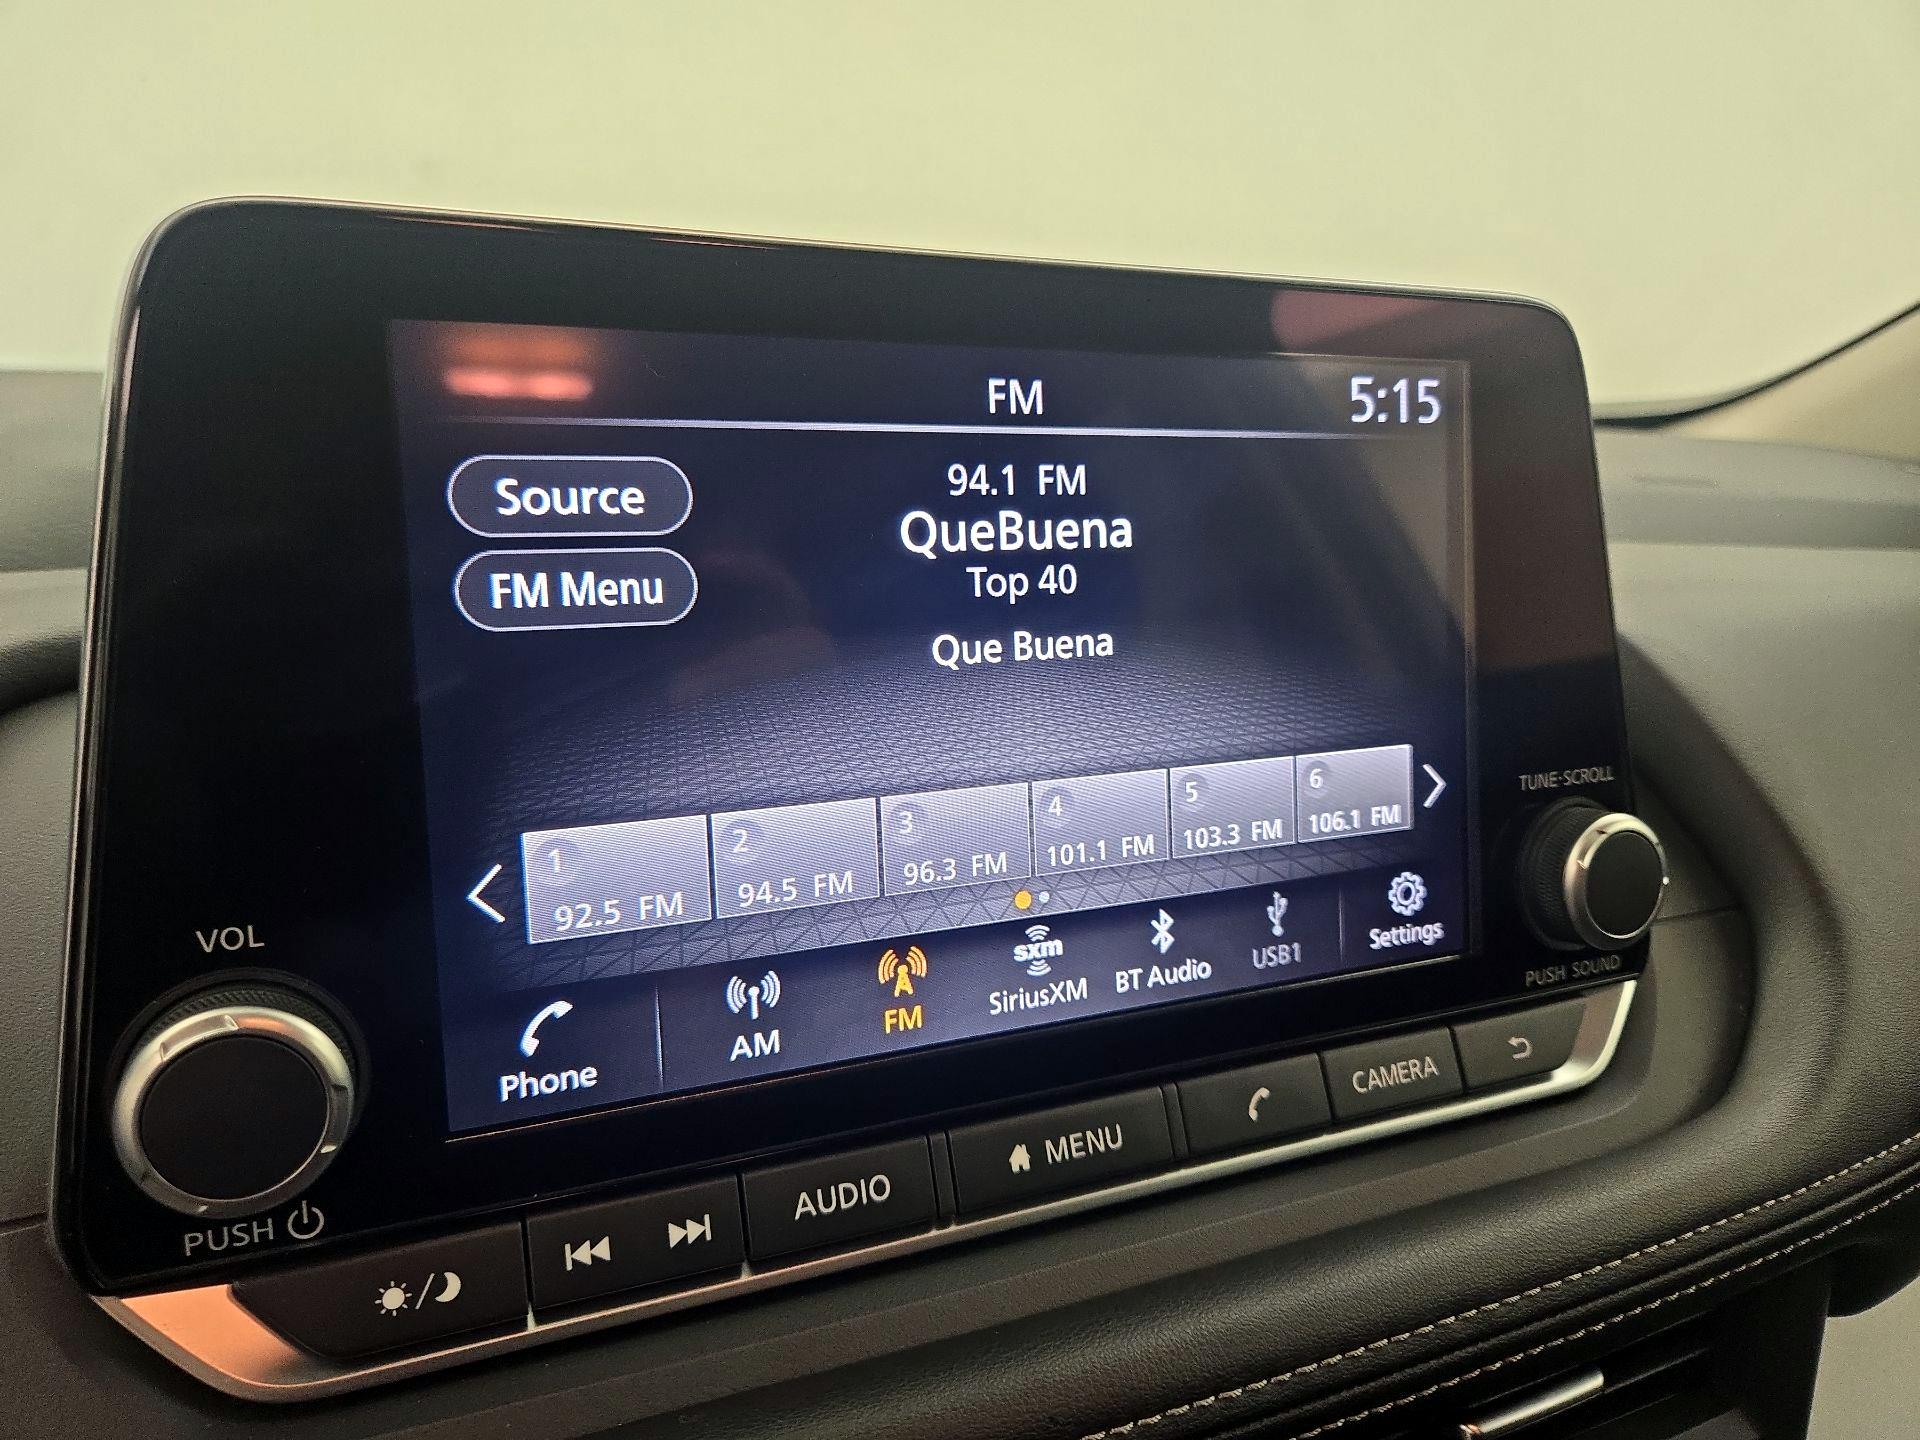 FM
5:15
Source
94.1 FM
QueBuena
FM Menu
Top 40
Que Buena
1
92.5 FM
2
94.5 FM
3
96.3 FM
4
101.1 FM
5
103.3 FM
6
106.1 FM
Phone
AM
FM
sxm
SiriusXM
BT Audio
USB1
Settings
TUNE·SCROLL
PUSH SOUND
VOL
PUSH
AUDIO
MENU
CAMERA